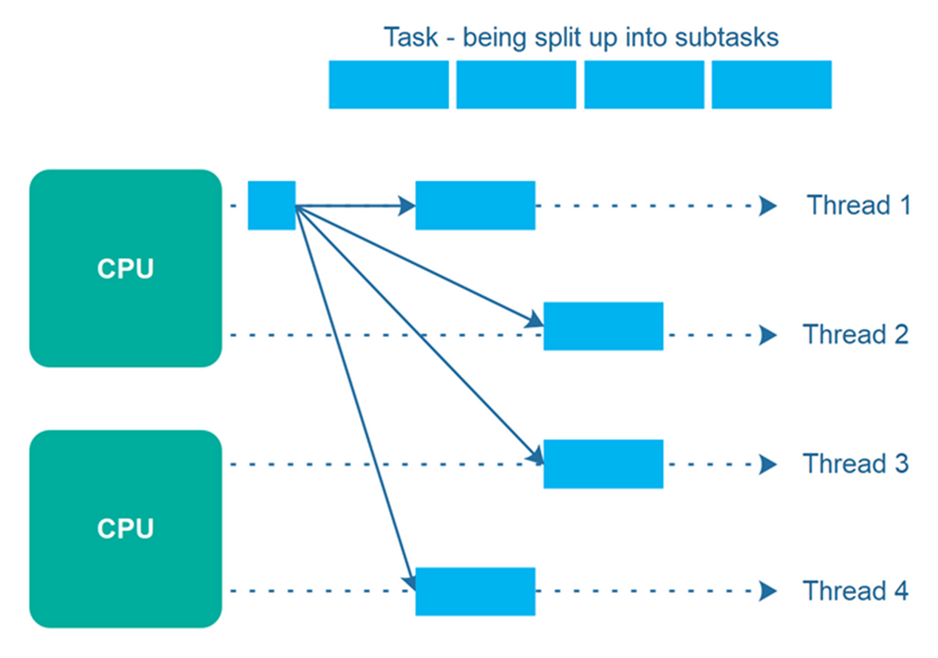 Task - being split up into subtasks
CPU
Thread 1
Thread 2
CPU
Thread 3
Thread 4